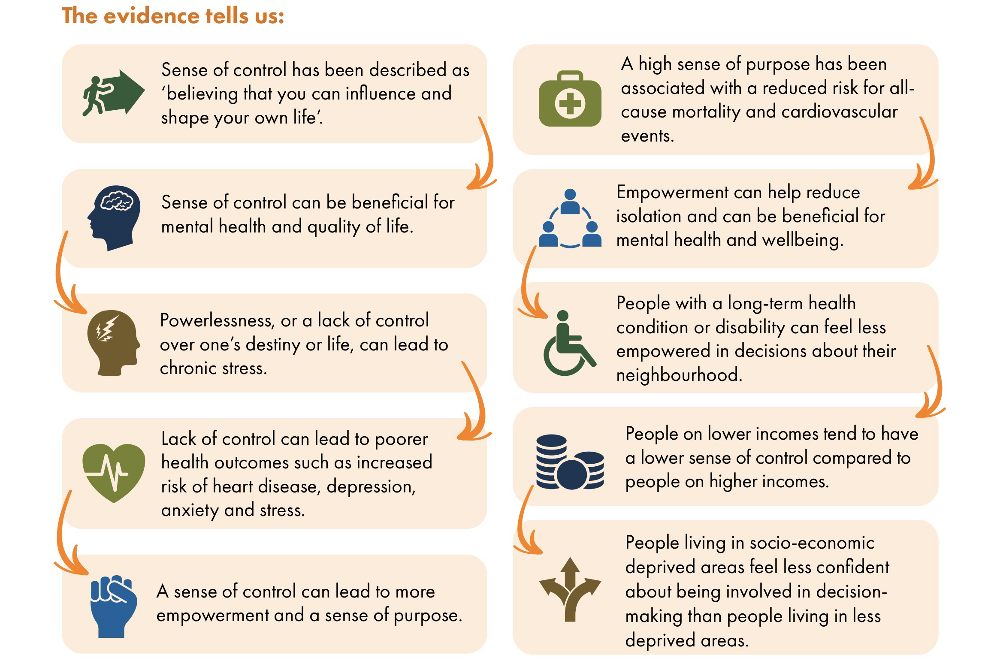 The evidence tells us:
Sense of control has been described as
‘believing that you can influence and
shape your own life’.
Sense of control can be beneficial for
mental health and quality of life.
Powerlessness, or a lack of control
over one’s destiny or life, can lead to
chronic stress.
Lack of control can lead to poorer
health outcomes such as increased
risk of heart disease, depression,
anxiety and stress.
A sense of control can lead to more
empowerment and a sense of purpose.
A high sense of purpose has been
associated with a reduced risk for all-
cause mortality and cardiovascular
events.
Empowerment can help reduce
isolation and can be beneficial for
mental health and wellbeing.
People with a long-term health
condition or disability can feel less
empowered in decisions about their
neighbourhood.
People on lower incomes tend to have
a lower sense of control compared to
people on higher incomes.
People living in socio-economic
deprived areas feel less confident
about being involved in decision-
making than people living in less
deprived areas.